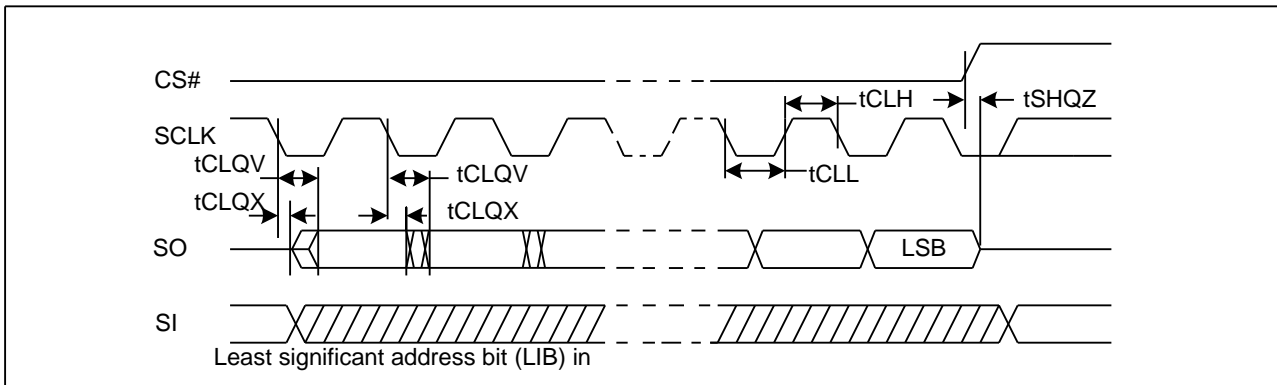 CS#
tCLH
tSHQZ
SCLK
tCLQV
tCLQV
tCLL
tCLQX
tCLQX
SO
LSB
SI
Least significant address bit (LIB) in